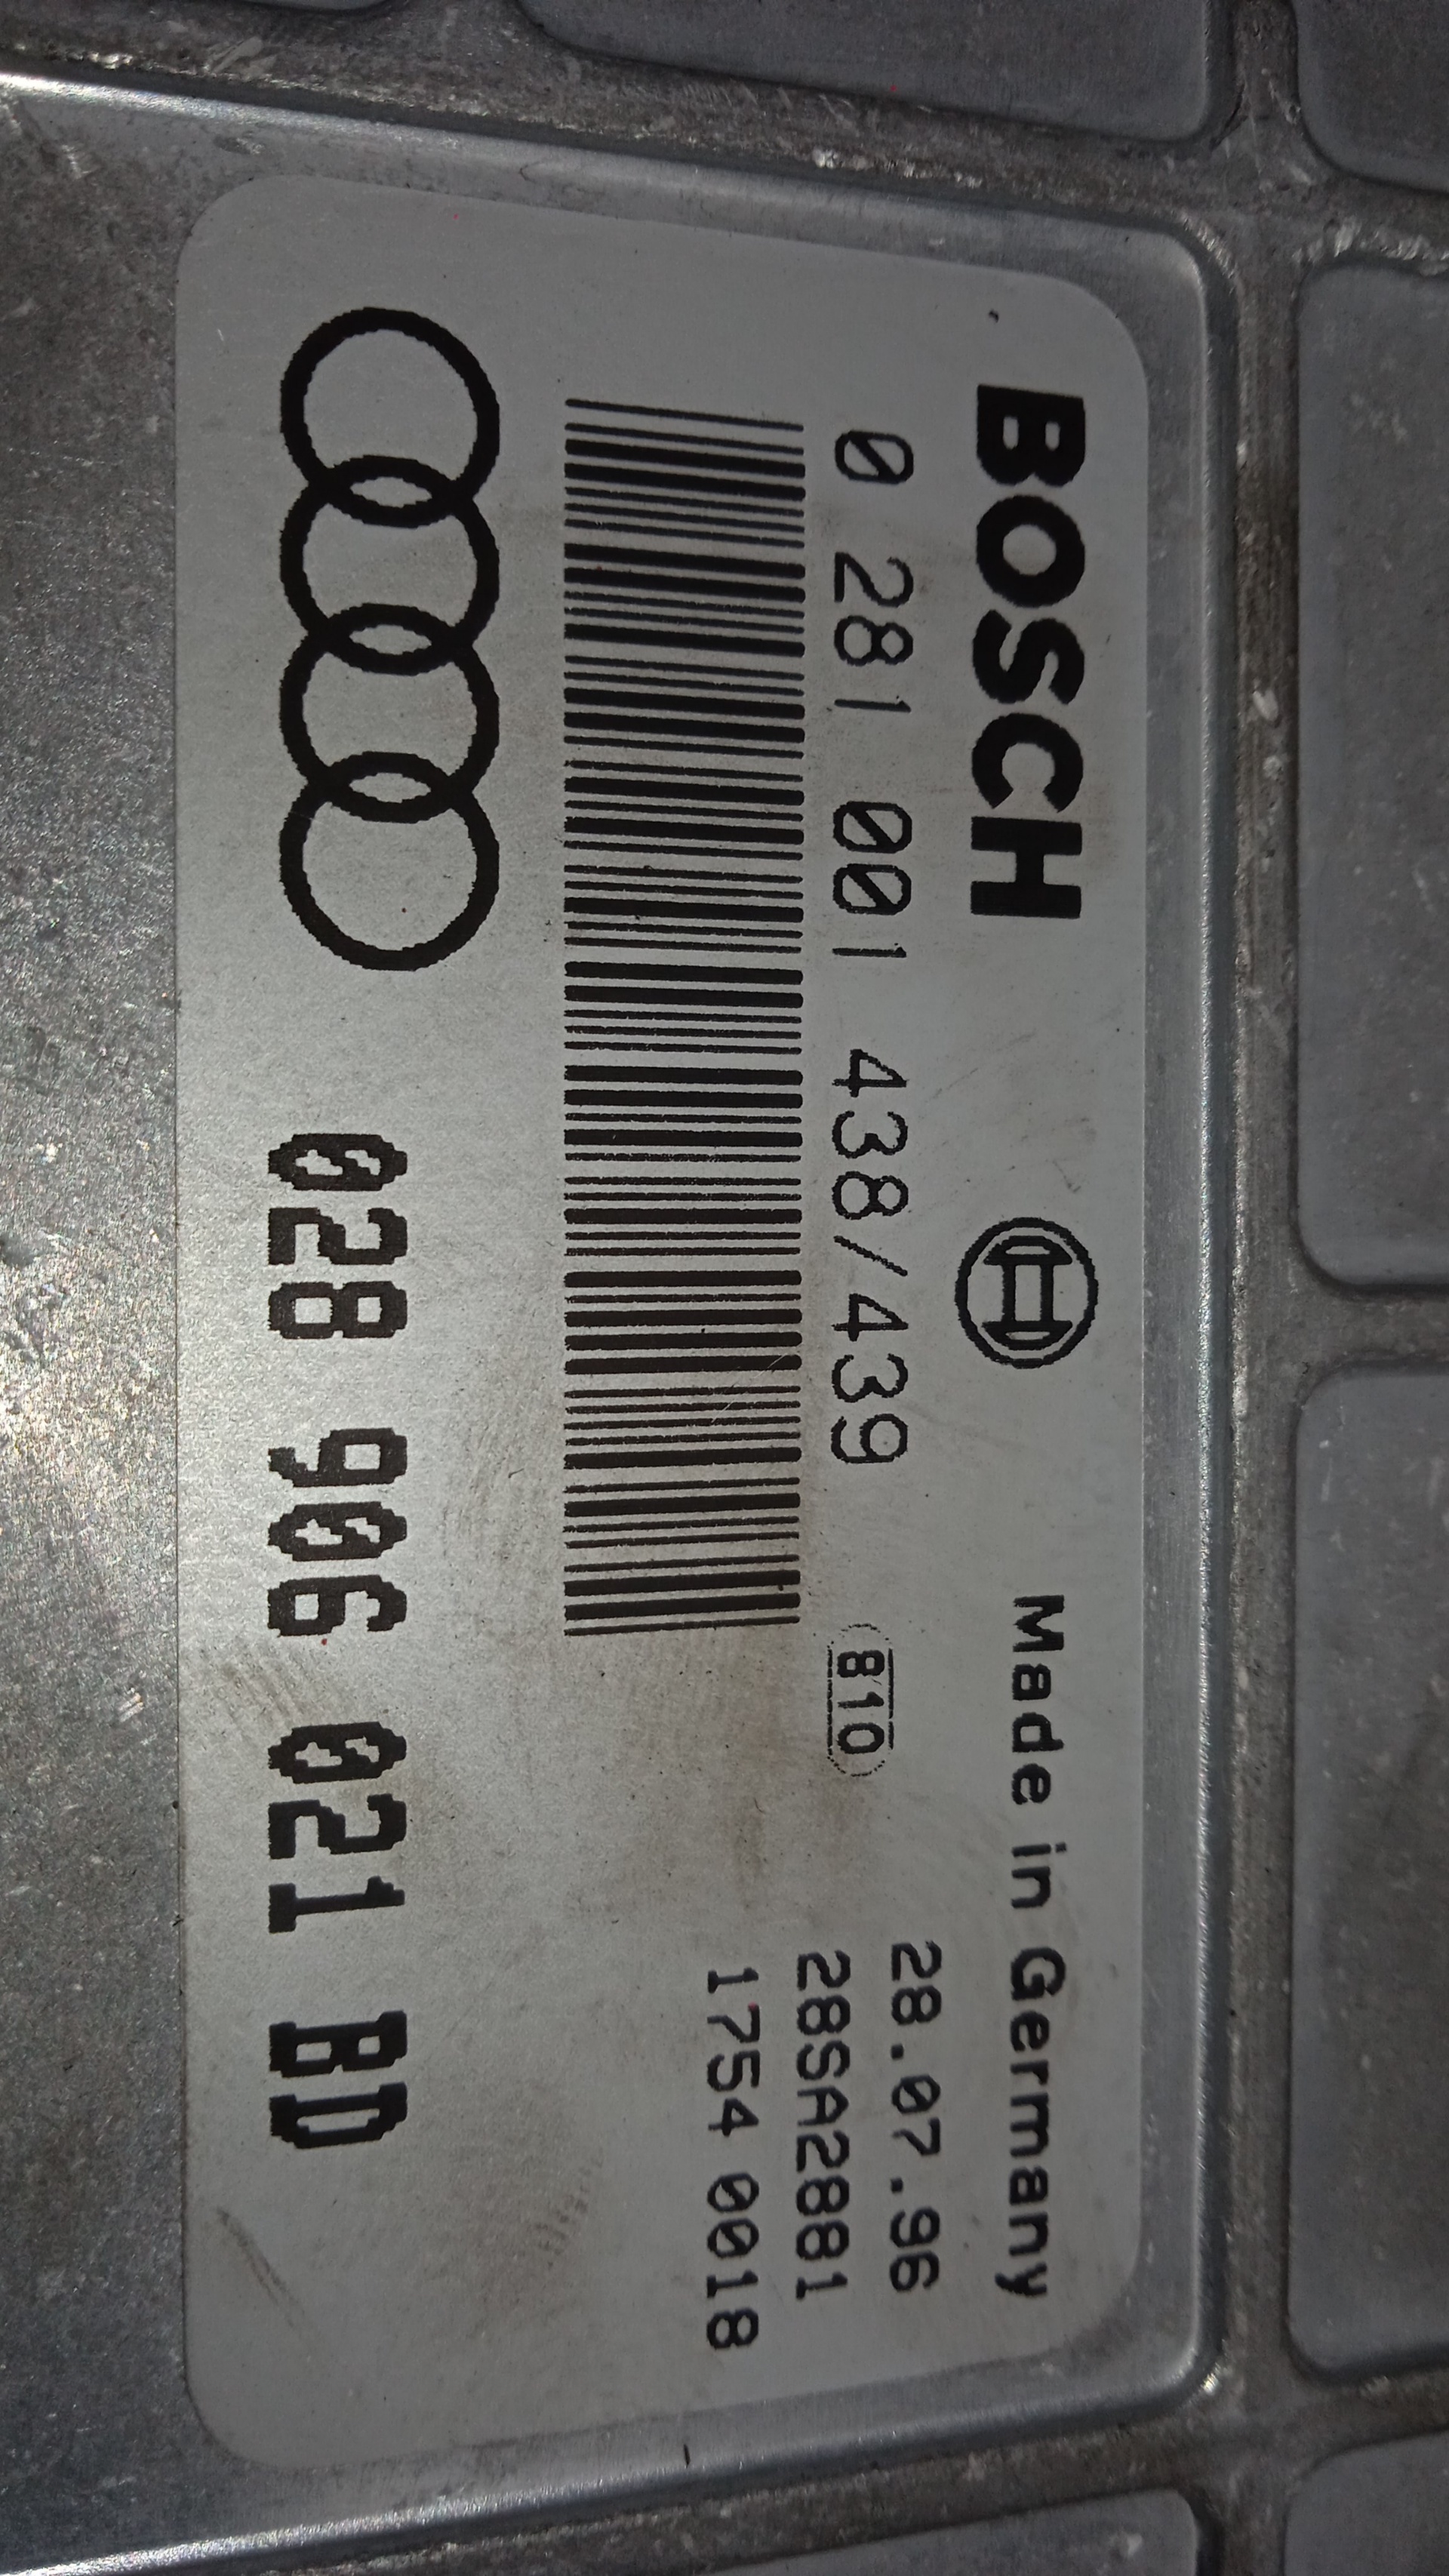 BOSCH Made in Germany
0 281 001 438/439 810
28.07.96
28SA2881
1754 0018
028 906 021 BD